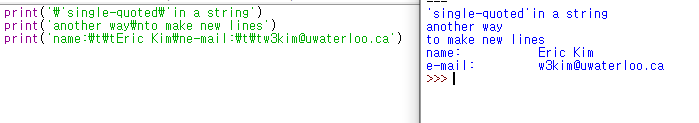 print('₩'single-quoted₩'in a string')
print('another way₩nto make new lines')
print('name:₩t₩tEric Kim₩ne-mail:₩t₩tw3kim@uwaterloo.ca')
===
'single-quoted'in a string
another way
to make new lines
name:		Eric Kim
e-mail:		w3kim@uwaterloo.ca
>>>